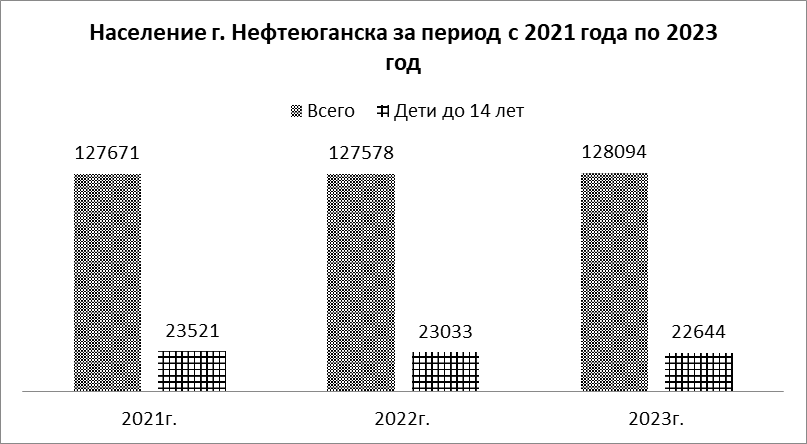 Население г. Нефтеюганска за период с 2021 года по 2023
год
Всего Дети до 14 лет
127671 127578 128094
23521 23033 22644
2021г. 2022г. 2023г.